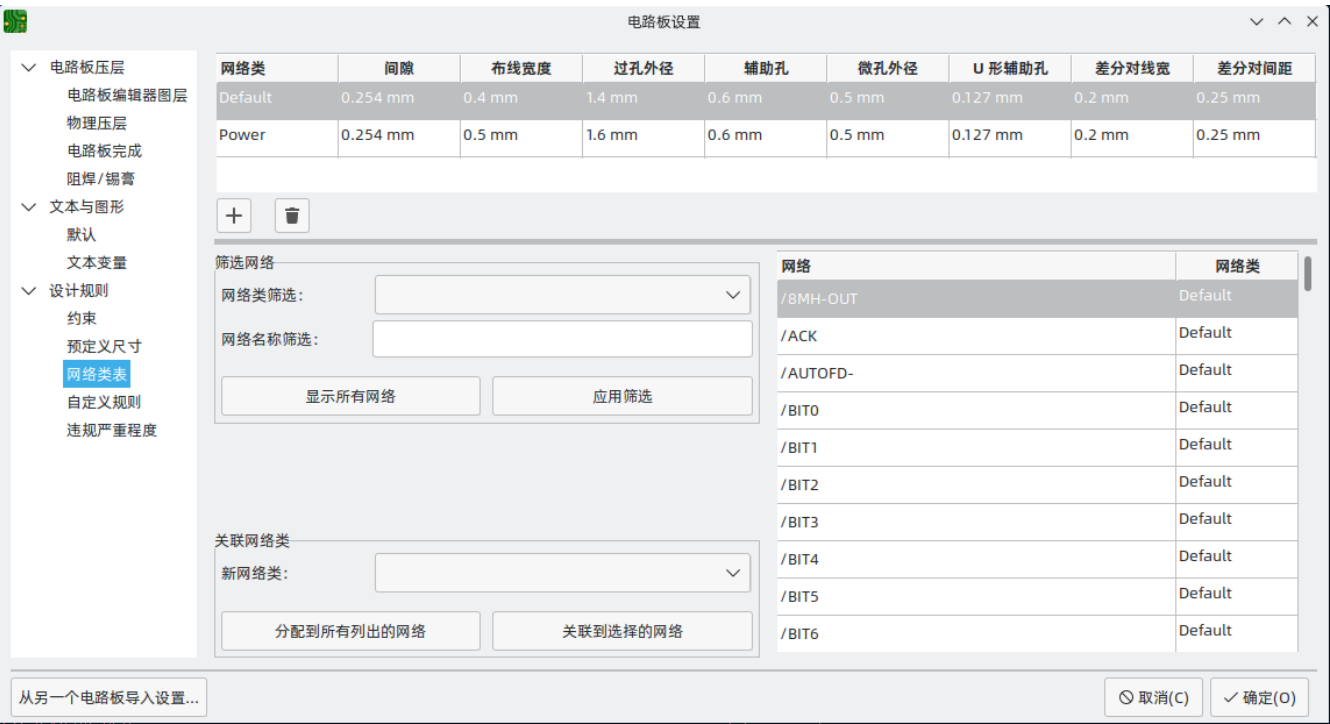 电路板设置
电路板压层
电路板编辑器图层
物理压层
电路板完成
阻焊/锡膏
文本与图形
默认
文本变量
设计规则
约束
预定义尺寸
网络类表
自定义规则
违规严重程度
网络类 间隙 布线宽度 过孔外径 辅助孔 微孔外径 U 形辅助孔 差分对线宽 差分对间距
Default 0.254 mm 0.4 mm 1.4 mm 0.6 mm 0.5 mm 0.127 mm 0.2 mm 0.25 mm
Power 0.254 mm 0.5 mm 1.6 mm 0.6 mm 0.5 mm 0.127 mm 0.2 mm 0.25 mm
筛选网络
网络类筛选：
网络名称筛选：
显示所有网络 应用筛选
关联网络类
新网络类：
分配到所有列出的网络 关联到选择的网络
网络 网络类
/8MH-OUT Default
/ACK Default
/AUTOFD- Default
/BIT0 Default
/BIT1 Default
/BIT2 Default
/BIT3 Default
/BIT4 Default
/BIT5 Default
/BIT6 Default
从另一个电路板导入设置... 取消(C) 确定(O)